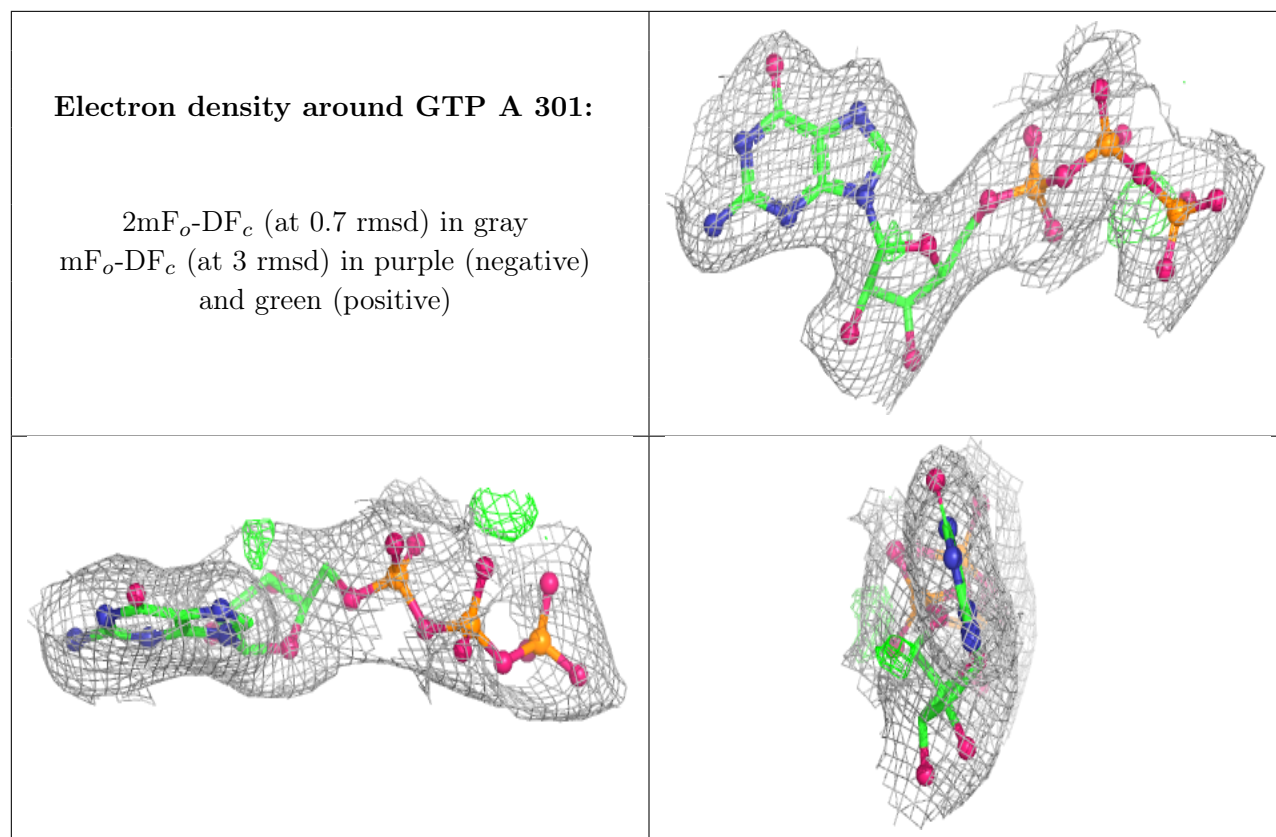 Electron density around GTP A 301:
2mFo-DFc (at 0.7 rmsd) in gray
mFo-DFc (at 3 rmsd) in purple (negative)
and green (positive)